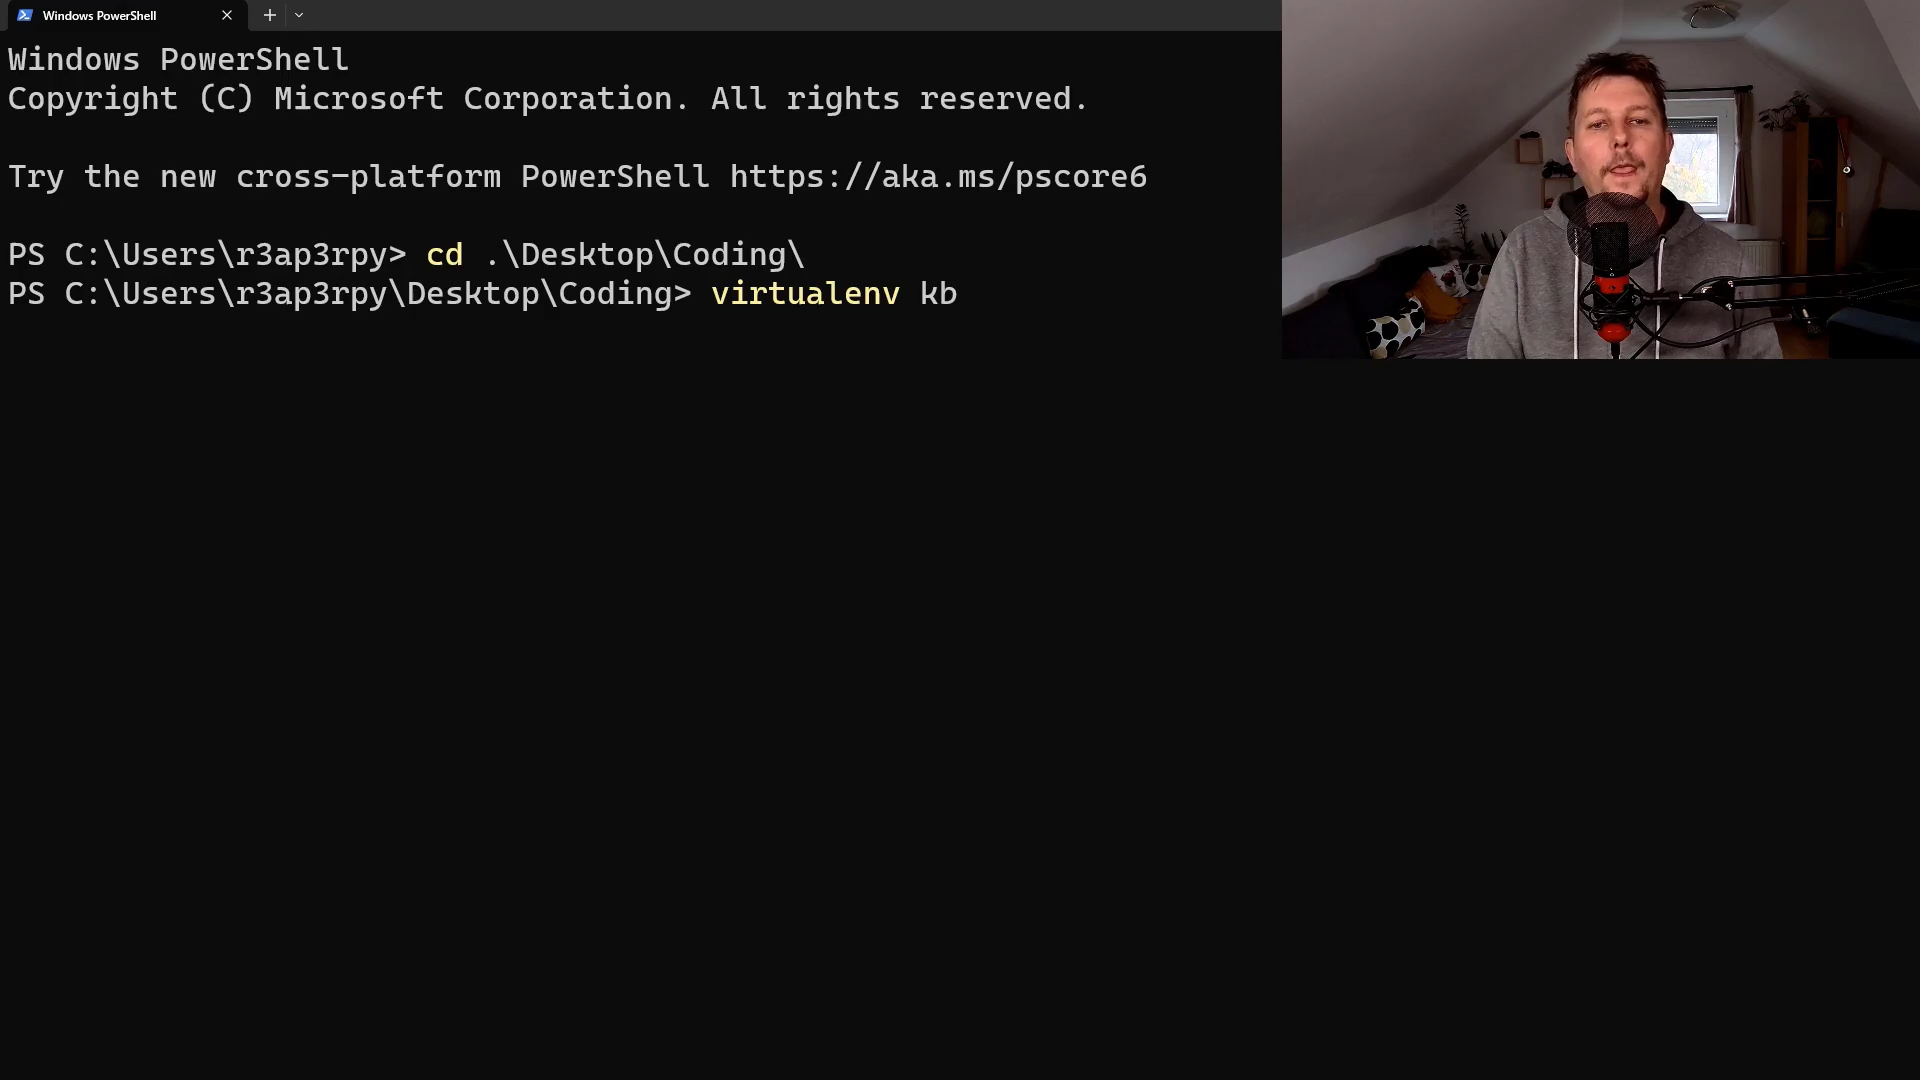 Windows PowerShell
Windows PowerShell
Copyright (C) Microsoft Corporation. All rights reserved.
Try the new cross-platform PowerShell https://aka.ms/pscore6
PS C:\Users\r3ap3rpy> cd .\Desktop\Coding\
PS C:\Users\r3ap3rpy\Desktop\Coding> virtualenv kb